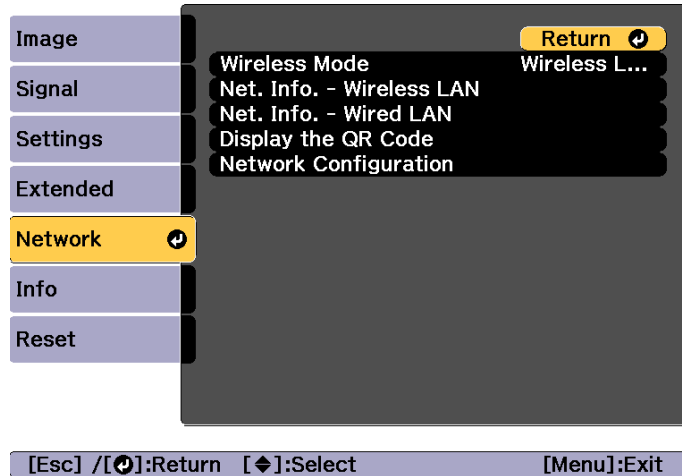 Image
Signal
Settings
Extended
Network
Info
Reset
Return
Wireless Mode Wireless L...
Net. Info. - Wireless LAN
Net. Info. - Wired LAN
Display the QR Code
Network Configuration
[Esc] /[⏎]:Return [◆]:Select [Menu]:Exit